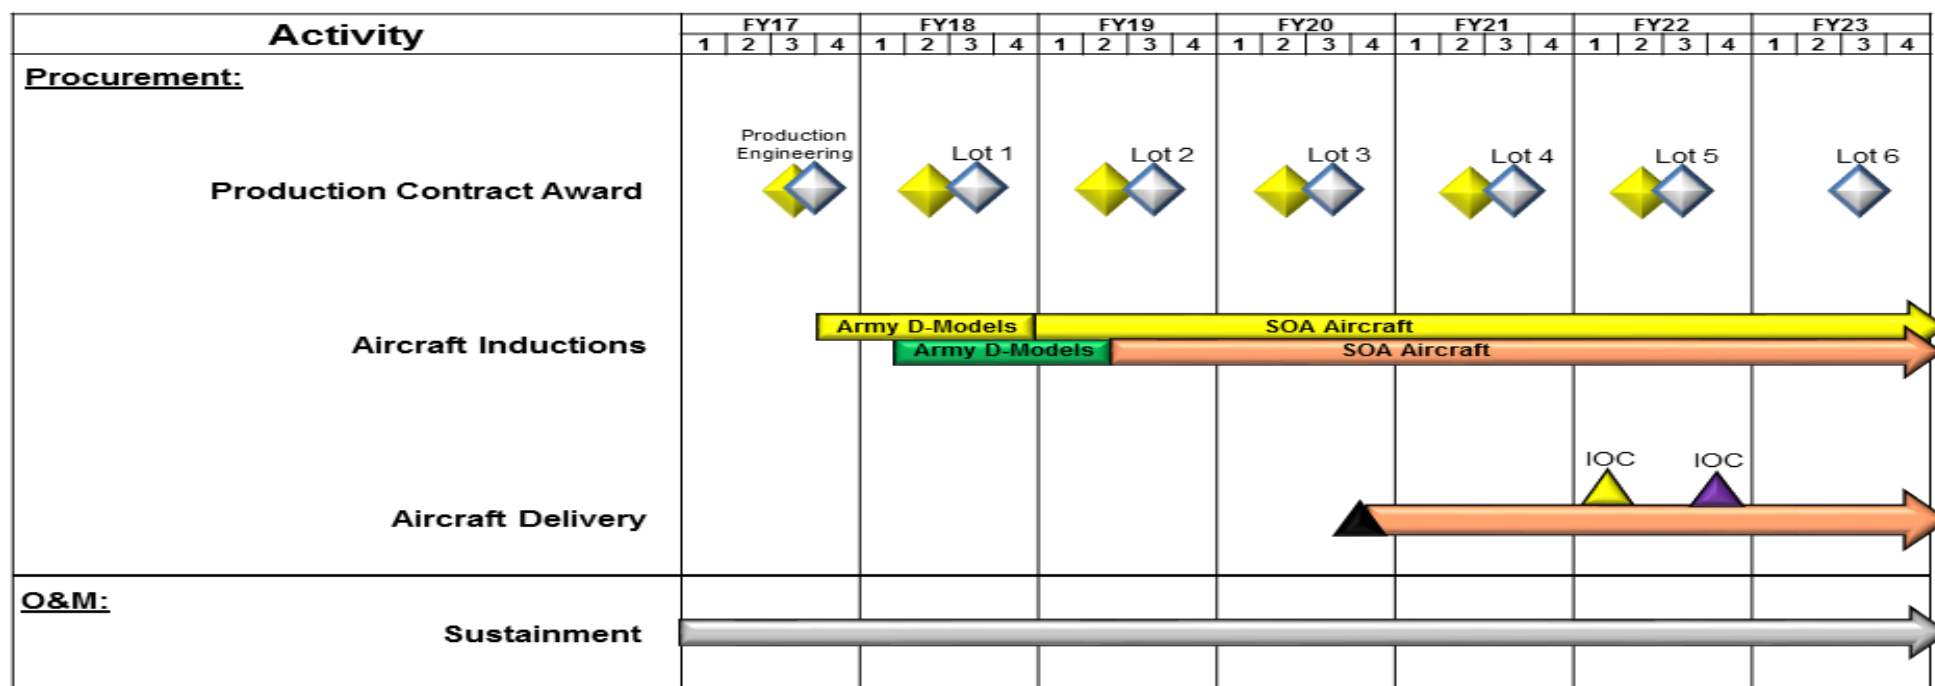 Activity
FY17 FY18 FY19 FY20 FY21 FY22 FY23
1 2 3 4 1 2 3 4 1 2 3 4 1 2 3 4 1 2 3 4 1 2 3 4 1 2 3 4
Procurement:
Production
Engineering
Lot 1 Lot 2 Lot 3 Lot 4 Lot 5 Lot 6
Production Contract Award
Army D-Models SOA Aircraft
Aircraft Inductions
Army D-Models SOA Aircraft
IOC IOC
Aircraft Delivery
O&M:
Sustainment